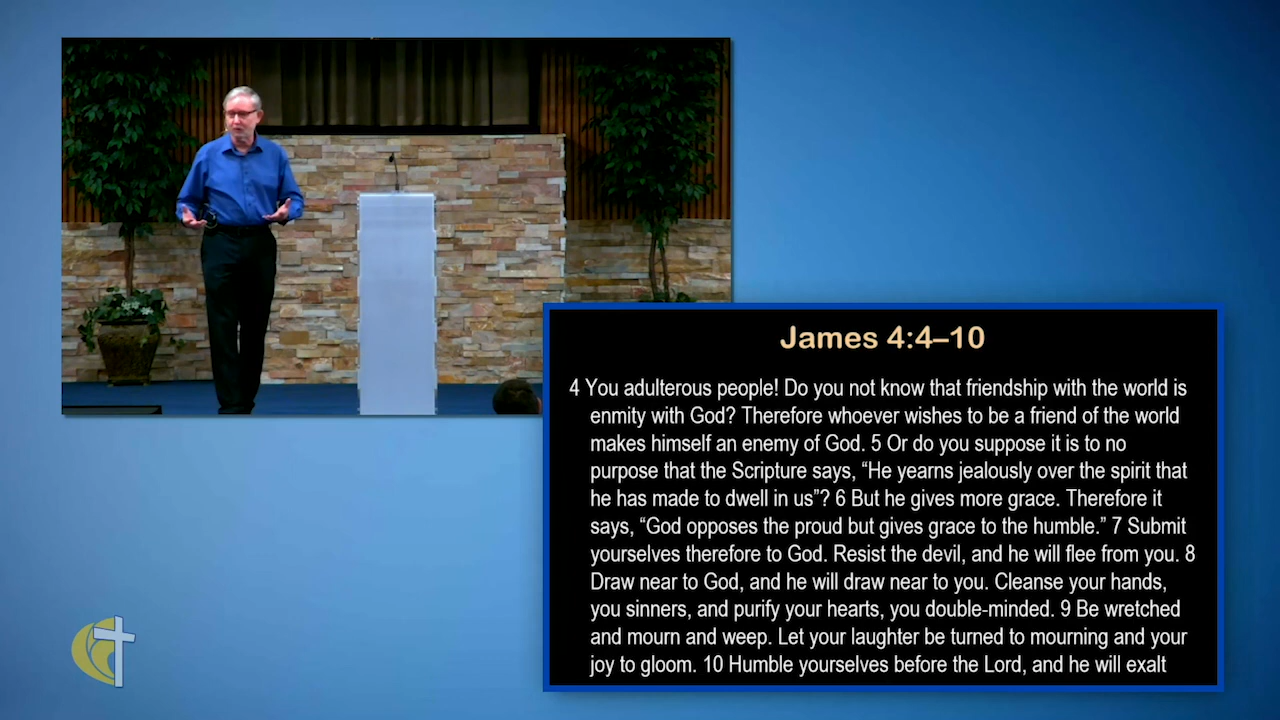 James 4:4–10
4 You adulterous people! Do you not know that friendship with the world is
enmity with God? Therefore whoever wishes to be a friend of the world
makes himself an enemy of God. 5 Or do you suppose it is to no
purpose that the Scripture says, “He yearns jealously over the spirit that
he has made to dwell in us”? 6 But he gives more grace. Therefore it
says, “God opposes the proud but gives grace to the humble.” 7 Submit
yourselves therefore to God. Resist the devil, and he will flee from you. 8
Draw near to God, and he will draw near to you. Cleanse your hands,
you sinners, and purify your hearts, you double-minded. 9 Be wretched
and mourn and weep. Let your laughter be turned to mourning and your
joy to gloom. 10 Humble yourselves before the Lord, and he will exalt